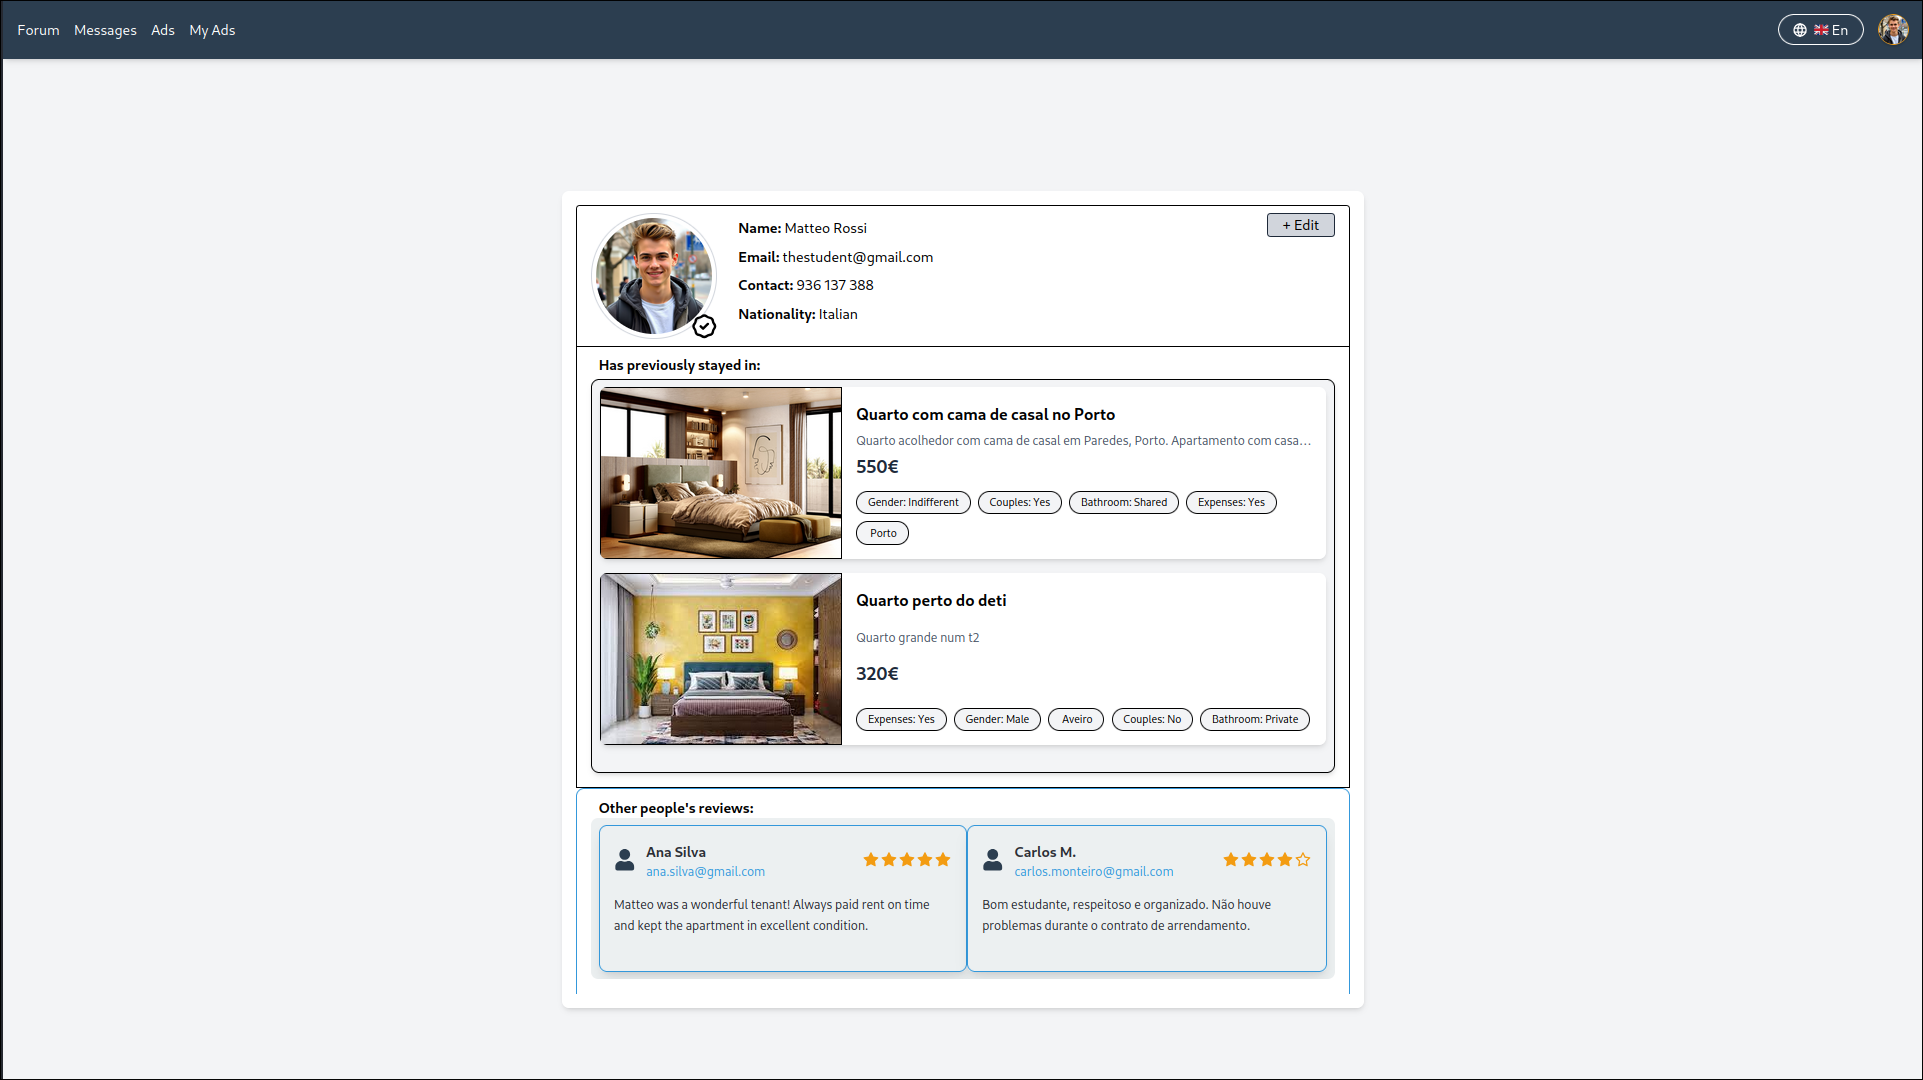 Forum Messages Ads My Ads
En
+ Edit
Name: Matteo Rossi
Email: thestudent@gmail.com
Contact: 936 137 388
Nationality: Italian
Has previously stayed in:
Quarto com cama de casal no Porto
Quarto acolhedor com cama de casal em Paredes, Porto. Apartamento com casa...
550€
Gender: Indifferent Couples: Yes Bathroom: Shared Expenses: Yes
Porto
Quarto perto do deti
Quarto grande num t2
320€
Expenses: Yes Gender: Male Aveiro Couples: No Bathroom: Private
Other people's reviews:
Ana Silva
ana.silva@gmail.com
Matteo was a wonderful tenant! Always paid rent on time
and kept the apartment in excellent condition.
Carlos M.
carlos.monteiro@gmail.com
Bom estudante, respeitoso e organizado. Não houve
problemas durante o contrato de arrendamento.